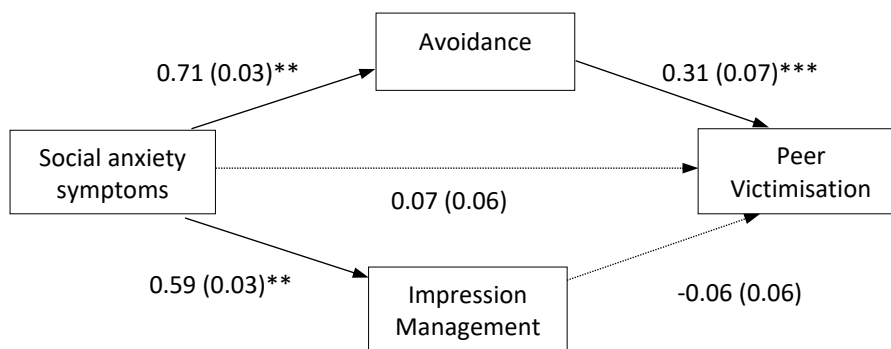 Avoidance
0.71 (0.03)**
0.31 (0.07)***
Social anxiety
symptoms
Peer
Victimisation
0.07 (0.06)
0.59 (0.03)**
Impression
Management
-0.06 (0.06)